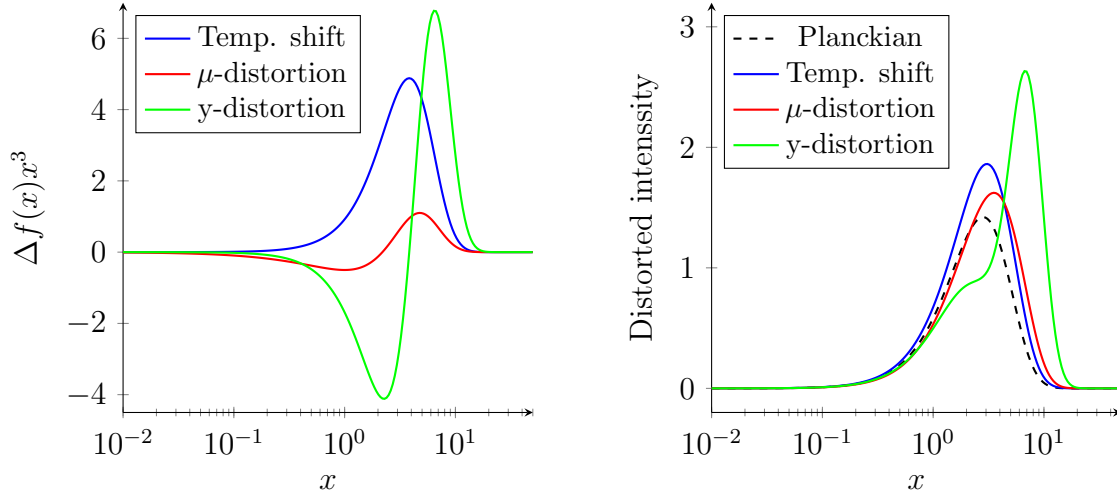 Δf(x)x³
6
4
2
0
−2
−4
Temp. shift
μ-distortion
y-distortion
10⁻² 10⁻¹ 10⁰ 10¹
x
Distorted intenssity
3
2
1
0
Planckian
Temp. shift
μ-distortion
y-distortion
10⁻² 10⁻¹ 10⁰ 10¹
x